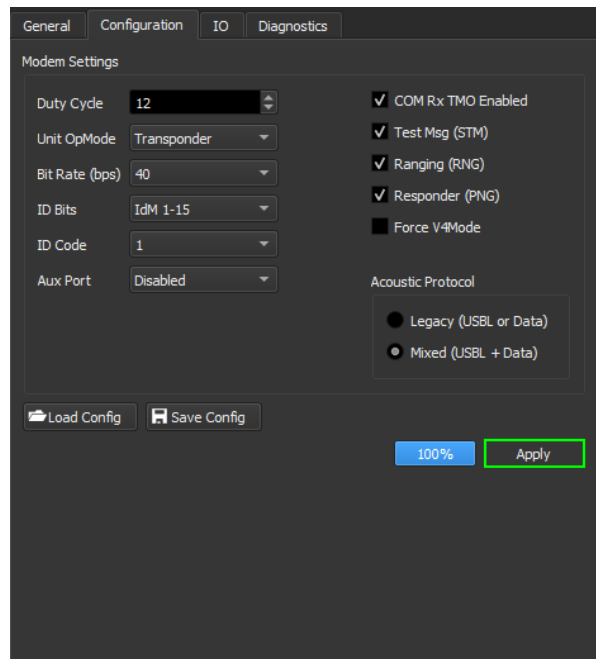 General Configuration IO Diagnostics
Modem Settings
Duty Cycle 12
Unit OpMode Transponder
Bit Rate (bps) 40
ID Bits IdM 1-15
ID Code 1
Aux Port Disabled
COM Rx TMO Enabled
Test Msg (STM)
Ranging (RNG)
Responder (PNG)
Force V4Mode
Acoustic Protocol
Legacy (USBL or Data)
Mixed (USBL + Data)
Load Config Save Config
100% Apply